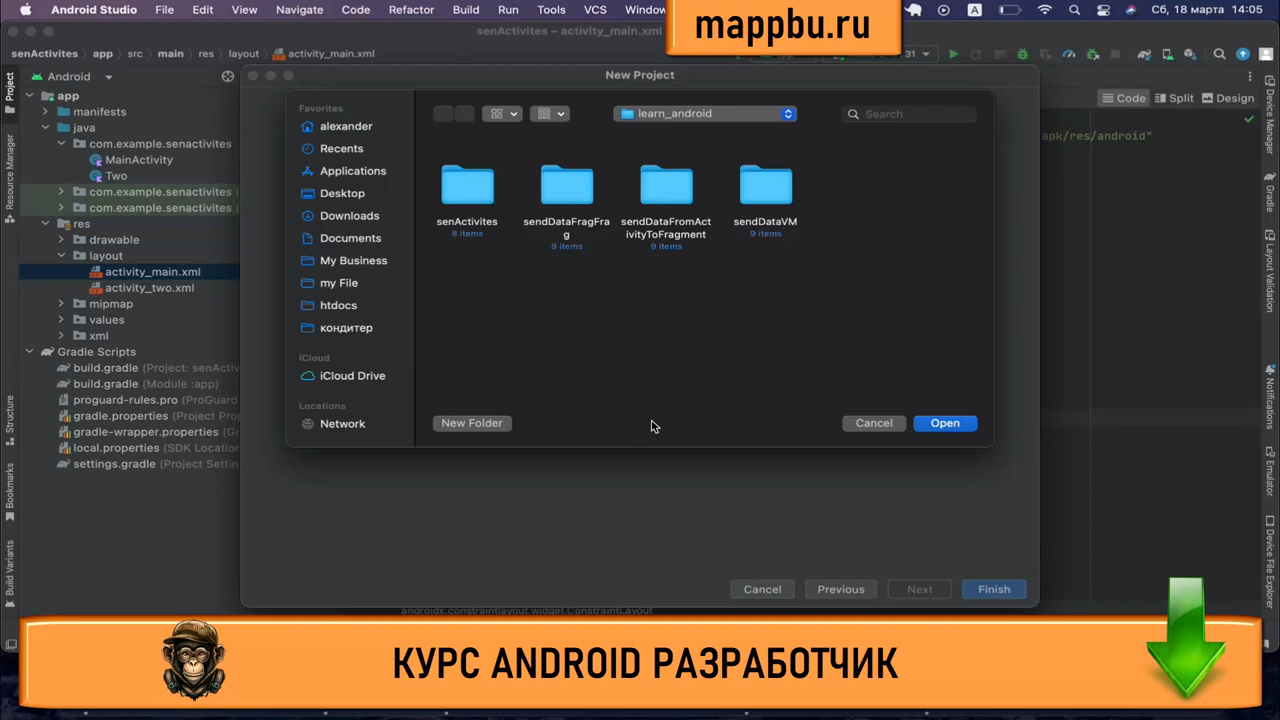 Android Studio File Edit View Navigate Code Refactor Build Run Tools VCS Window
A Сб, 18 марта 14:05
mappbu.ru
senActivites – activity_main.xml
senActivites app src main res layout activity_main.xml
Android
New Project
Code Split Design
app
manifests
java
com.example.senactivites
MainActivity
Two
com.example.senactivites
com.example.senactivites
res
drawable
layout
activity_main.xml
activity_two.xml
mipmap
values
xml
Gradle Scripts
build.gradle (Project: senActiv
build.gradle (Module :app)
proguard-rules.pro (ProGuard
gradle.properties (Project Prop
gradle-wrapper.properties (Gra
local.properties (SDK Location
settings.gradle (Project Settin
Project
Resource Manager
Structure
Bookmarks
Build Variants
Favorites
alexander
Recents
Applications
Desktop
Downloads
Documents
My Business
my File
htdocs
кондитер
iCloud
iCloud Drive
Locations
Network
learn_android
Search
senActivites
8 items
sendDataFragFra
g
9 items
sendDataFromAct
ivityToFragment
9 items
sendDataVM
9 items
New Folder
Cancel
Open
apk/res/android"
Cancel
Previous
Next
Finish
androidx.constraintlayout.widget.ConstraintLayout
Device Manager
Gradle
Layout Validation
Notifications
Emulator
Device File Explorer
КУРС ANDROID РАЗРАБОТЧИК